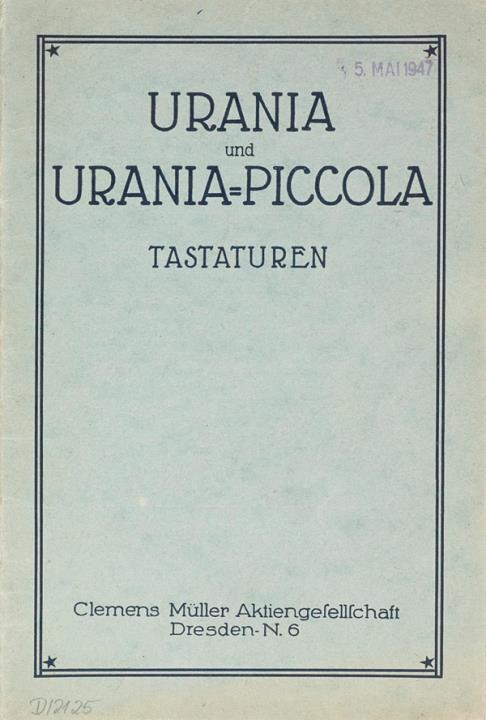 5. MAI 1947
URANIA
und
URANIA=PICCOLA
TASTATUREN
Clemens Müller Aktiengeſellſchaft
Dresden-N. 6
D12125